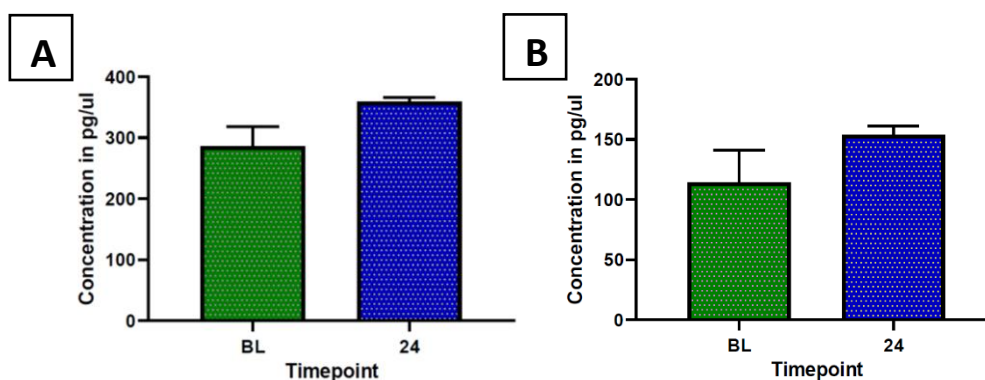 A
Concentration in pg/ul
400
300
200
100
0
BL 24
Timepoint
B
Concentration in pg/ul
200
150
100
50
0
BL 24
Timepoint